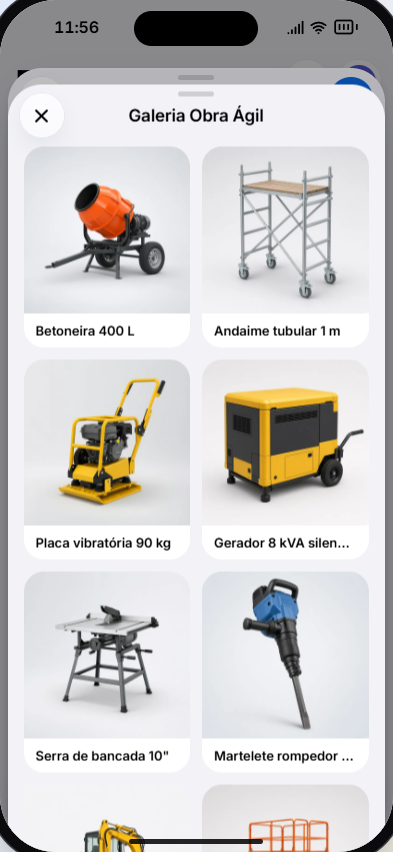 11:56
Galeria Obra Ágil
Betoneira 400 L
Andaime tubular 1 m
Placa vibratória 90 kg
Gerador 8 kVA silen...
Serra de bancada 10"
Martelete rompedor ...